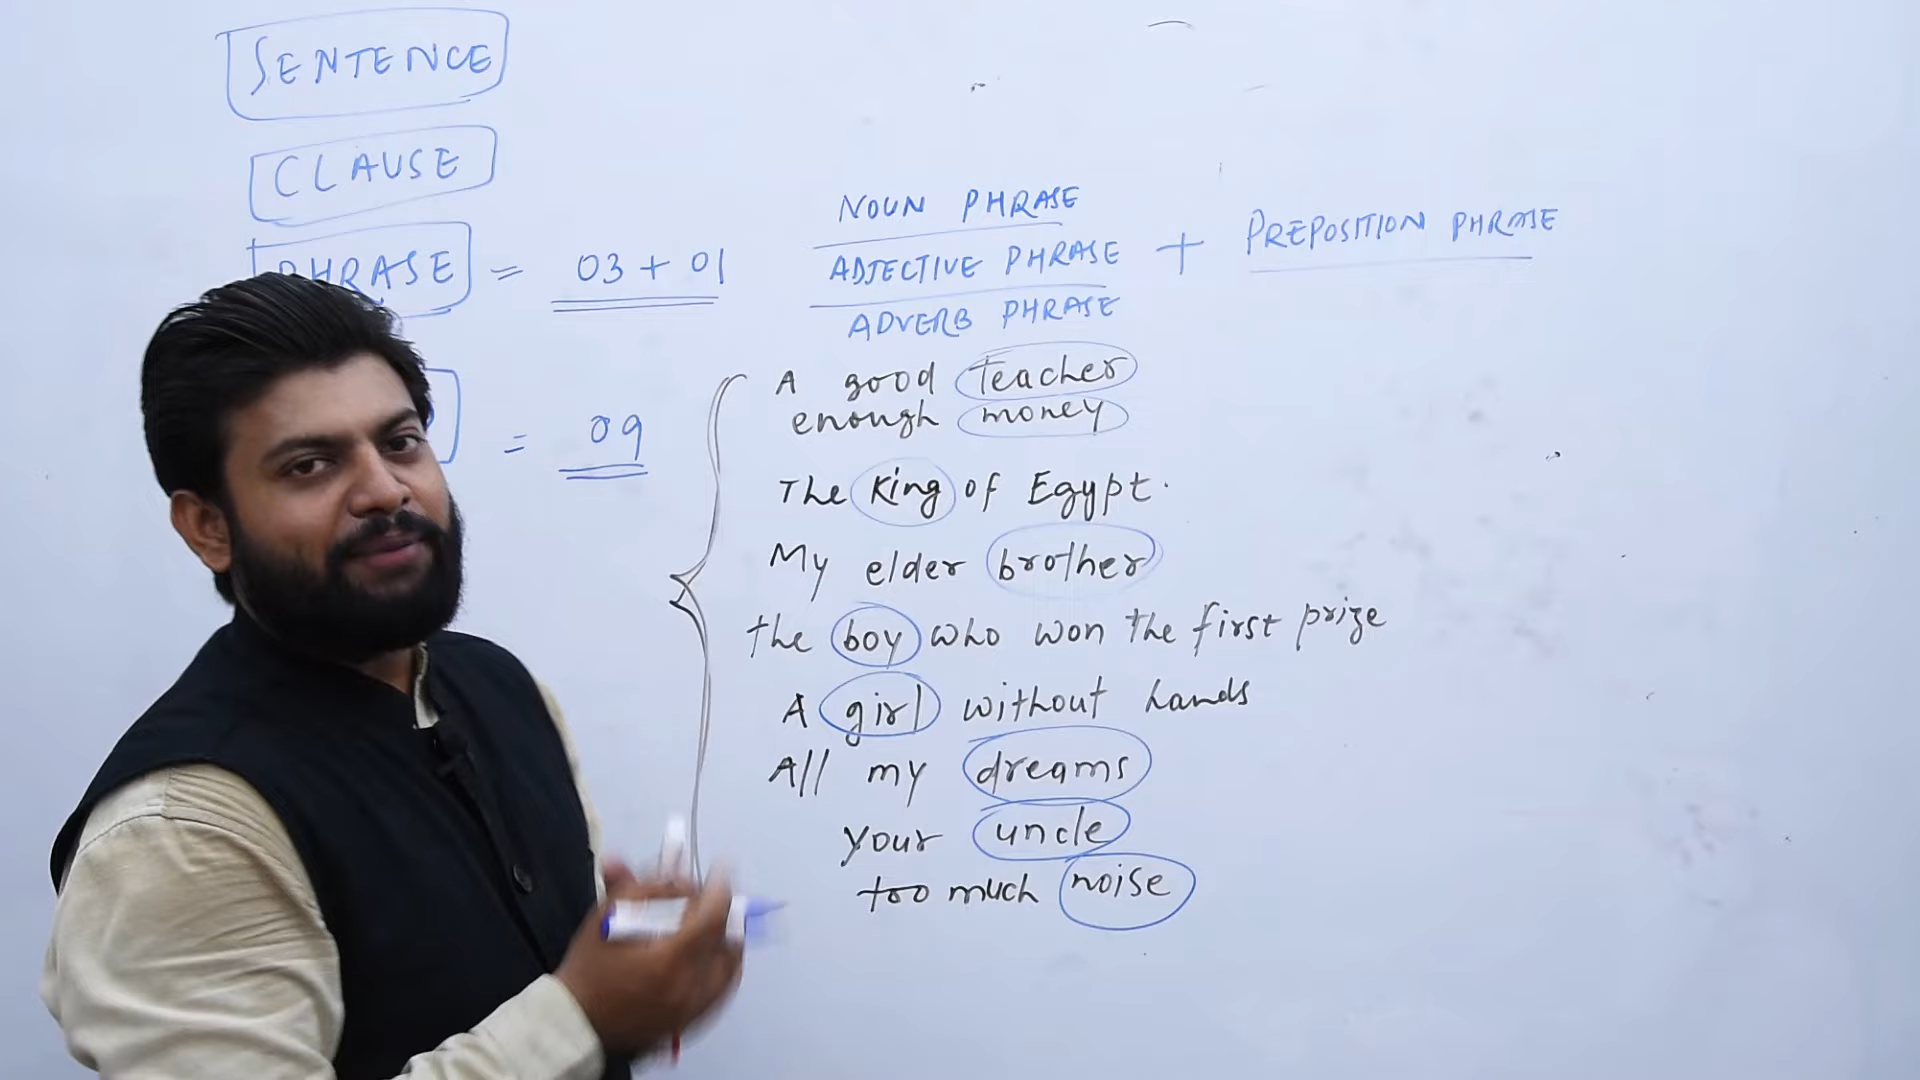 SENTENCE
CLAUSE
PHRASE = 03 + 01
NOUN PHRASE
ADJECTIVE PHRASE + PREPOSITION PHRASE
ADVERB PHRASE
= 09
A good teacher
enough money
The King of Egypt.
My elder brother
the boy who won the first prize
A girl without hands
All my dreams
your uncle
too much noise